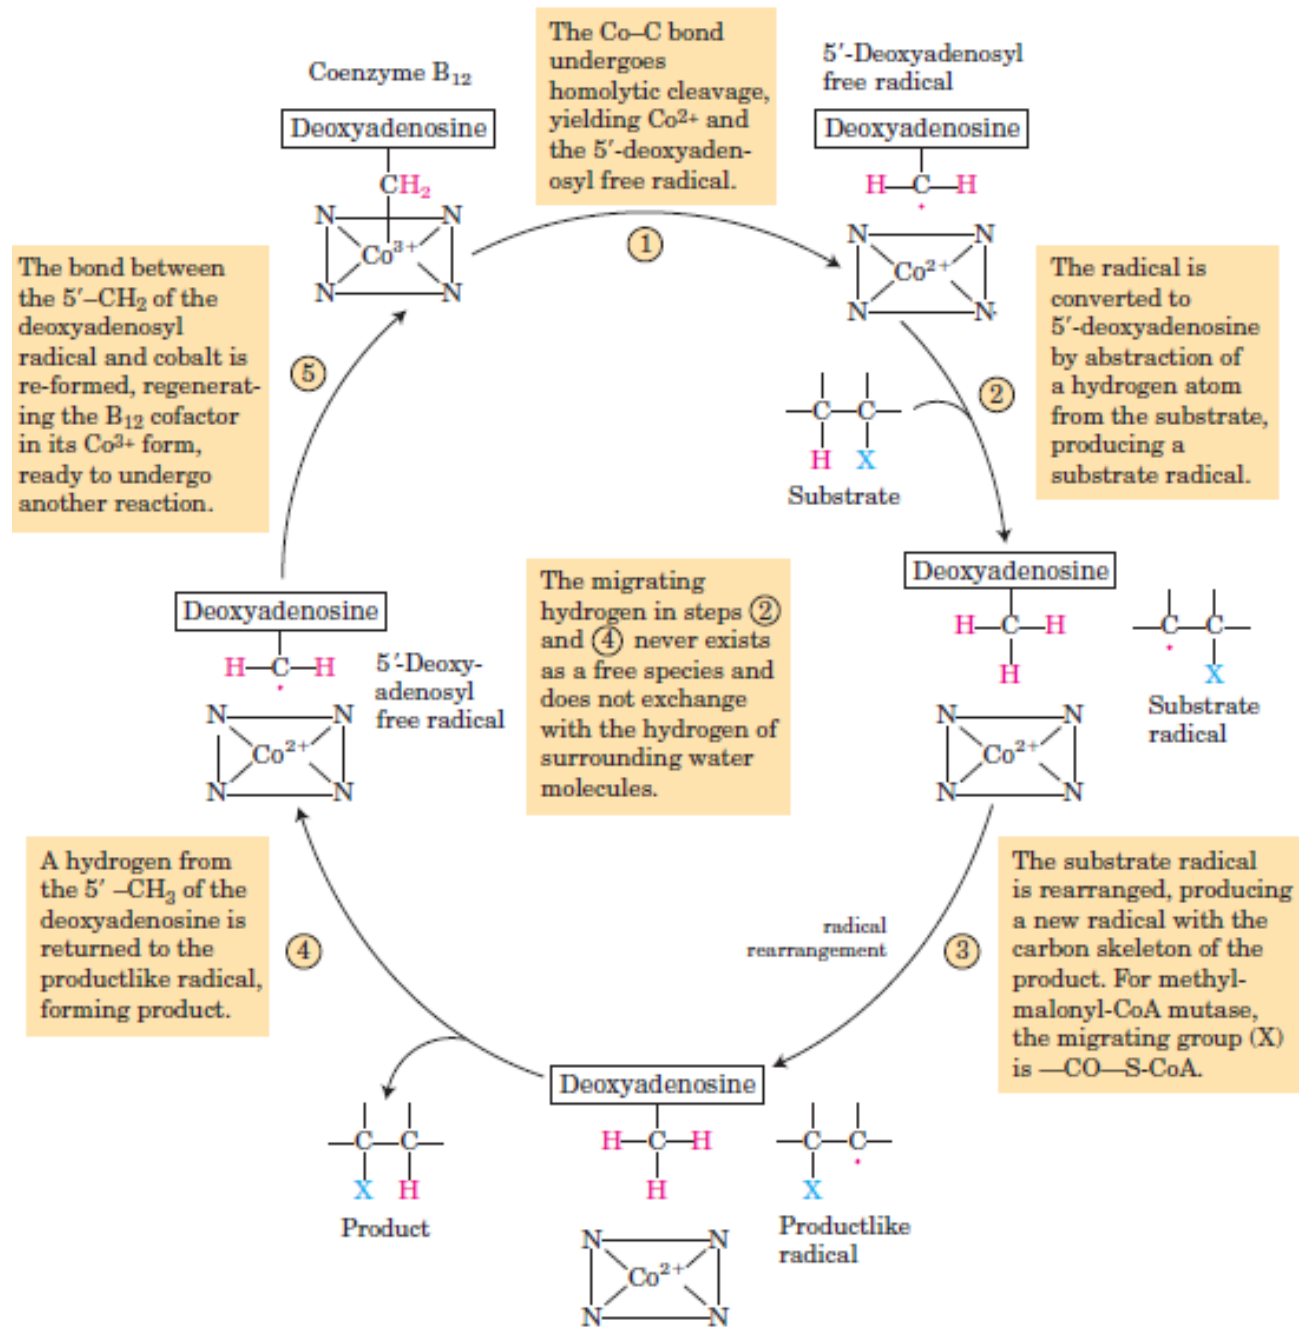 Coenzyme B₁₂
Deoxyadenosine
CH₂
N N
Co³⁺
N N
The Co–C bond
undergoes
homolytic cleavage,
yielding Co²⁺ and
the 5′-deoxyaden-
osyl free radical.
1
5′-Deoxyadenosyl
free radical
Deoxyadenosine
H C H
N N
Co²⁺
N N
The radical is
converted to
5′-deoxyadenosine
by abstraction of
a hydrogen atom
from the substrate,
producing a
substrate radical.
2
C C
H X
Substrate
Deoxyadenosine
H C H
H
N N
Co²⁺
N N
C C
X
Substrate
radical
The substrate radical
is rearranged, producing
a new radical with the
carbon skeleton of the
product. For methyl-
malonyl-CoA mutase,
the migrating group (X)
is —CO—S-CoA.
3
radical
rearrangement
Deoxyadenosine
H C H
H
N N
Co²⁺
N N
C C
X
Productlike
radical
A hydrogen from
the 5′ –CH₃ of the
deoxyadenosine is
returned to the
productlike radical,
forming product.
4
C C
X H
Product
Deoxyadenosine
H C H
5′-Deoxy-
adenosyl
free radical
N N
Co²⁺
N N
The bond between
the 5′–CH₂ of the
deoxyadenosyl
radical and cobalt is
re-formed, regenerat-
ing the B₁₂ cofactor
in its Co³⁺ form,
ready to undergo
another reaction.
5
The migrating
hydrogen in steps 2
and 4 never exists
as a free species and
does not exchange
with the hydrogen of
surrounding water
molecules.